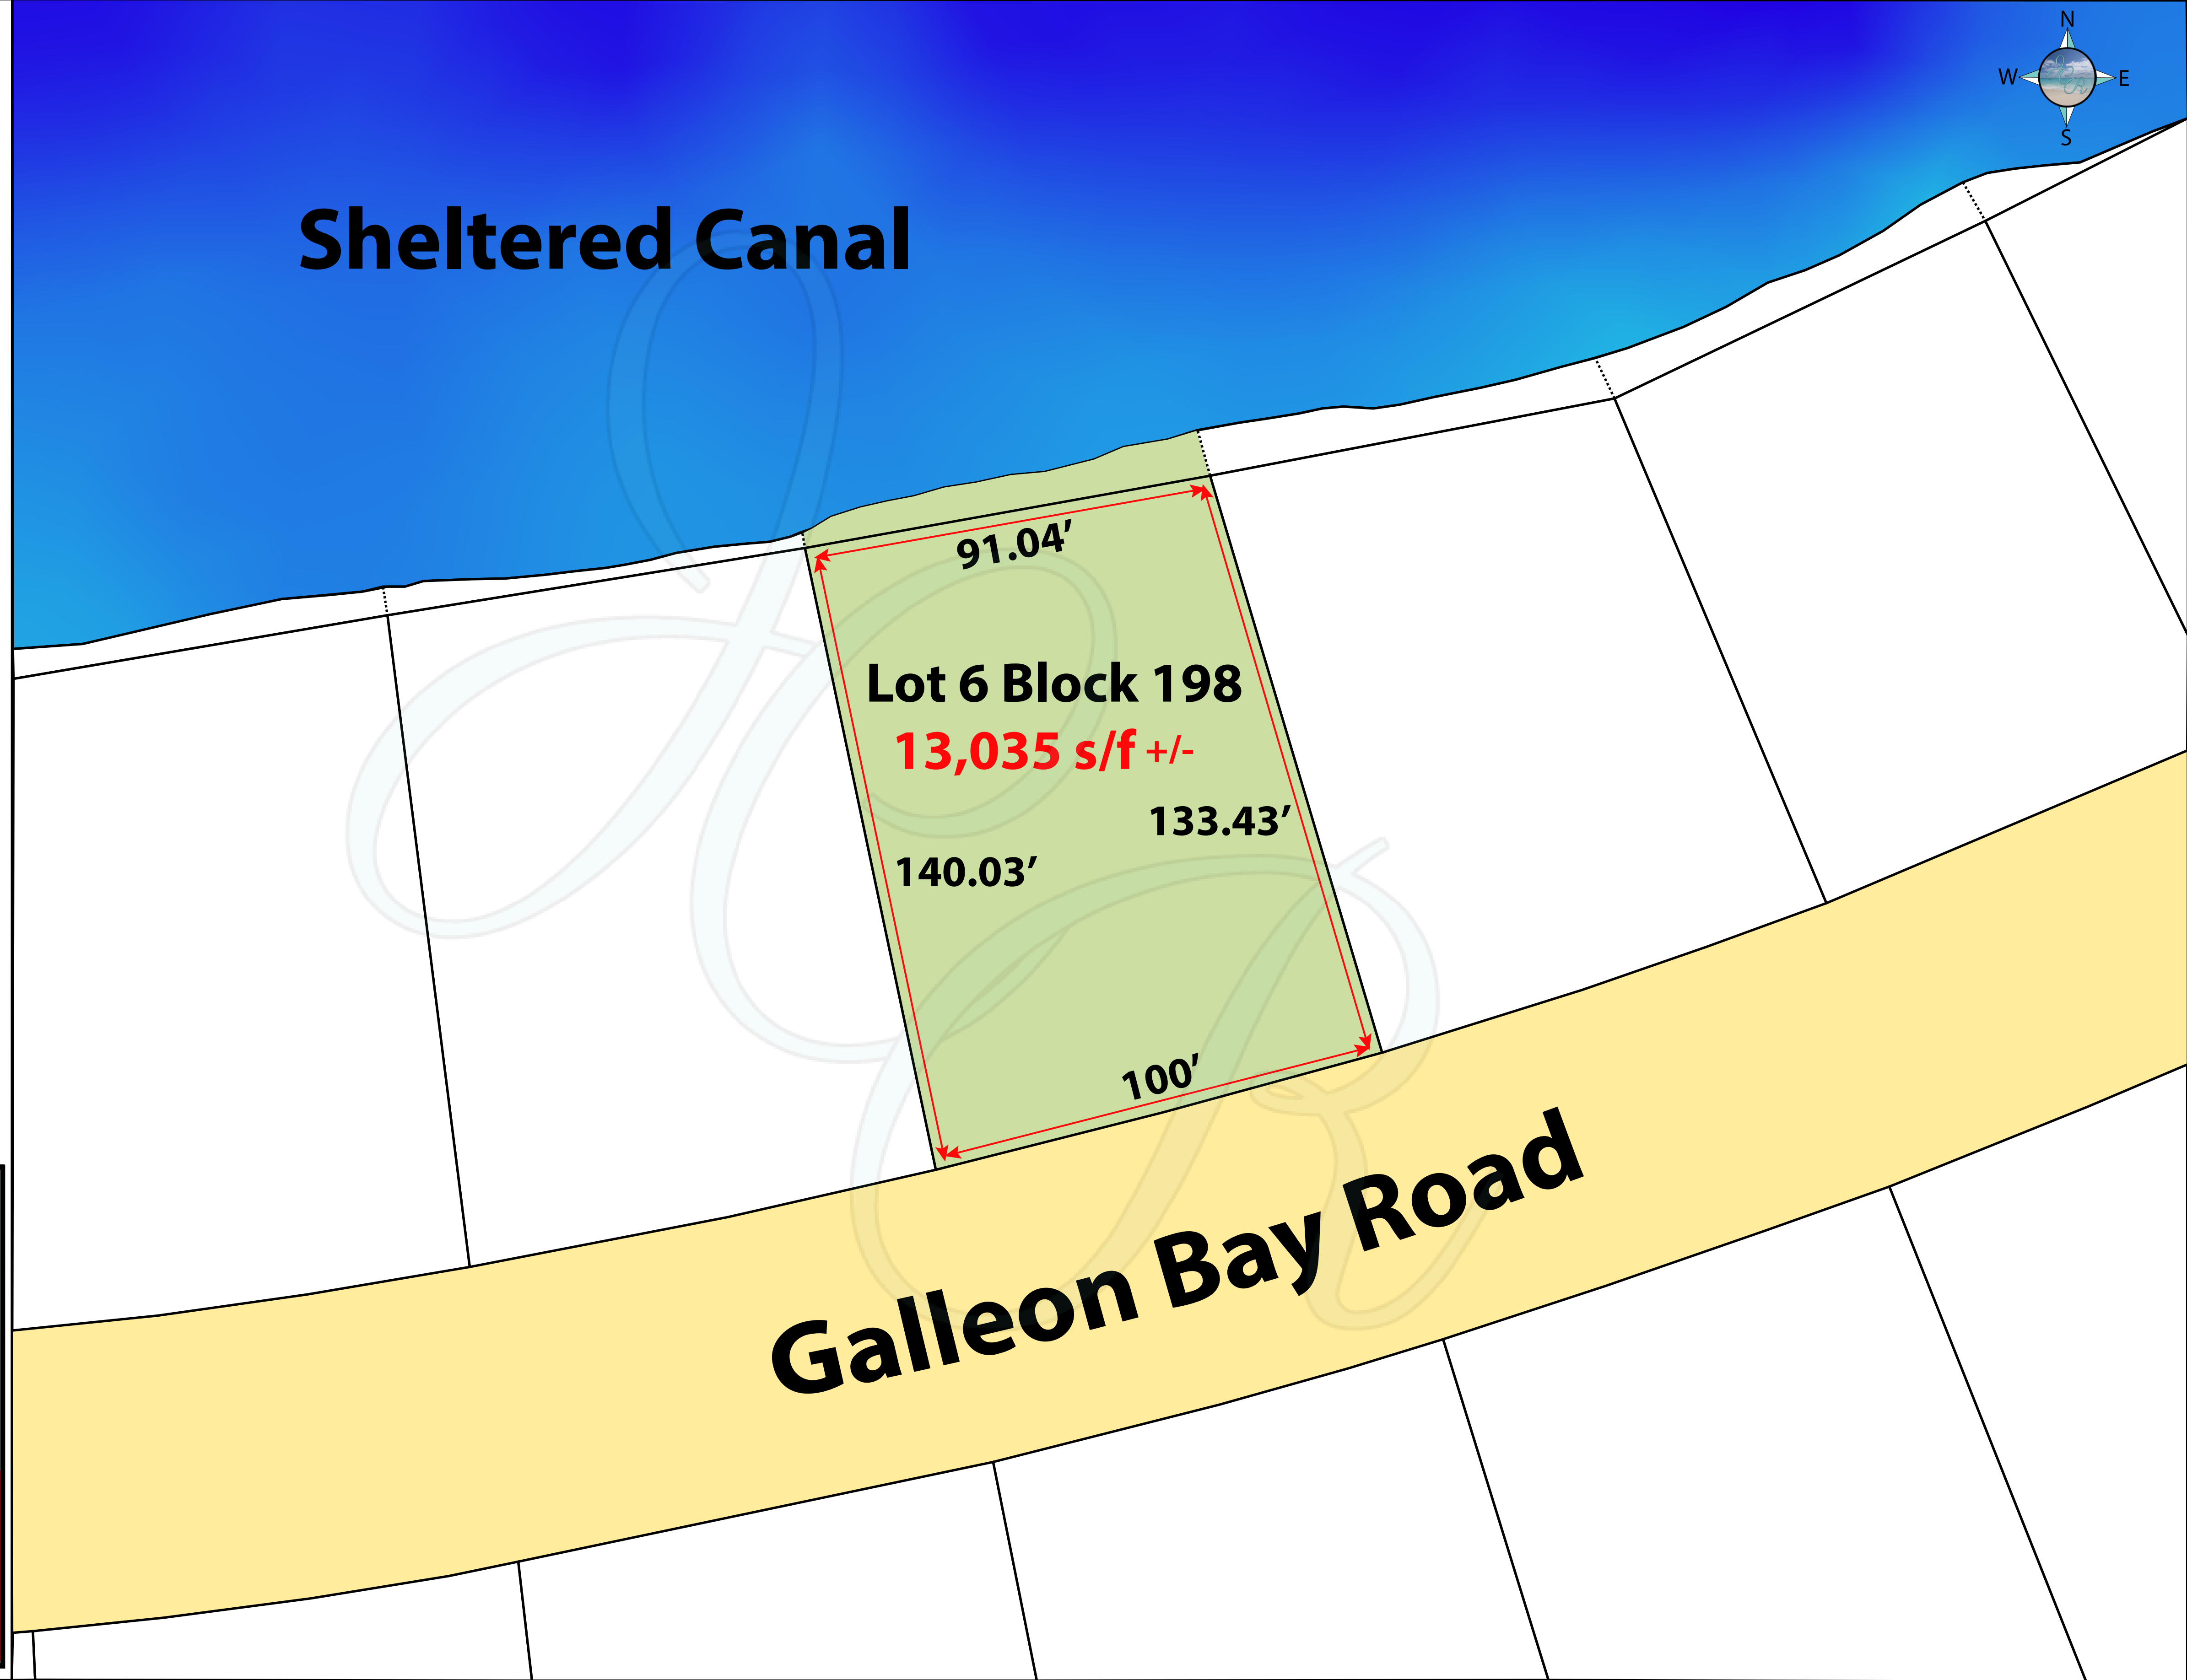 N
W E
S
Sheltered Canal
91.04’
Lot 6 Block 198
13,035 s/f +/-
133.43’
140.03’
100’
Galleon Bay Road